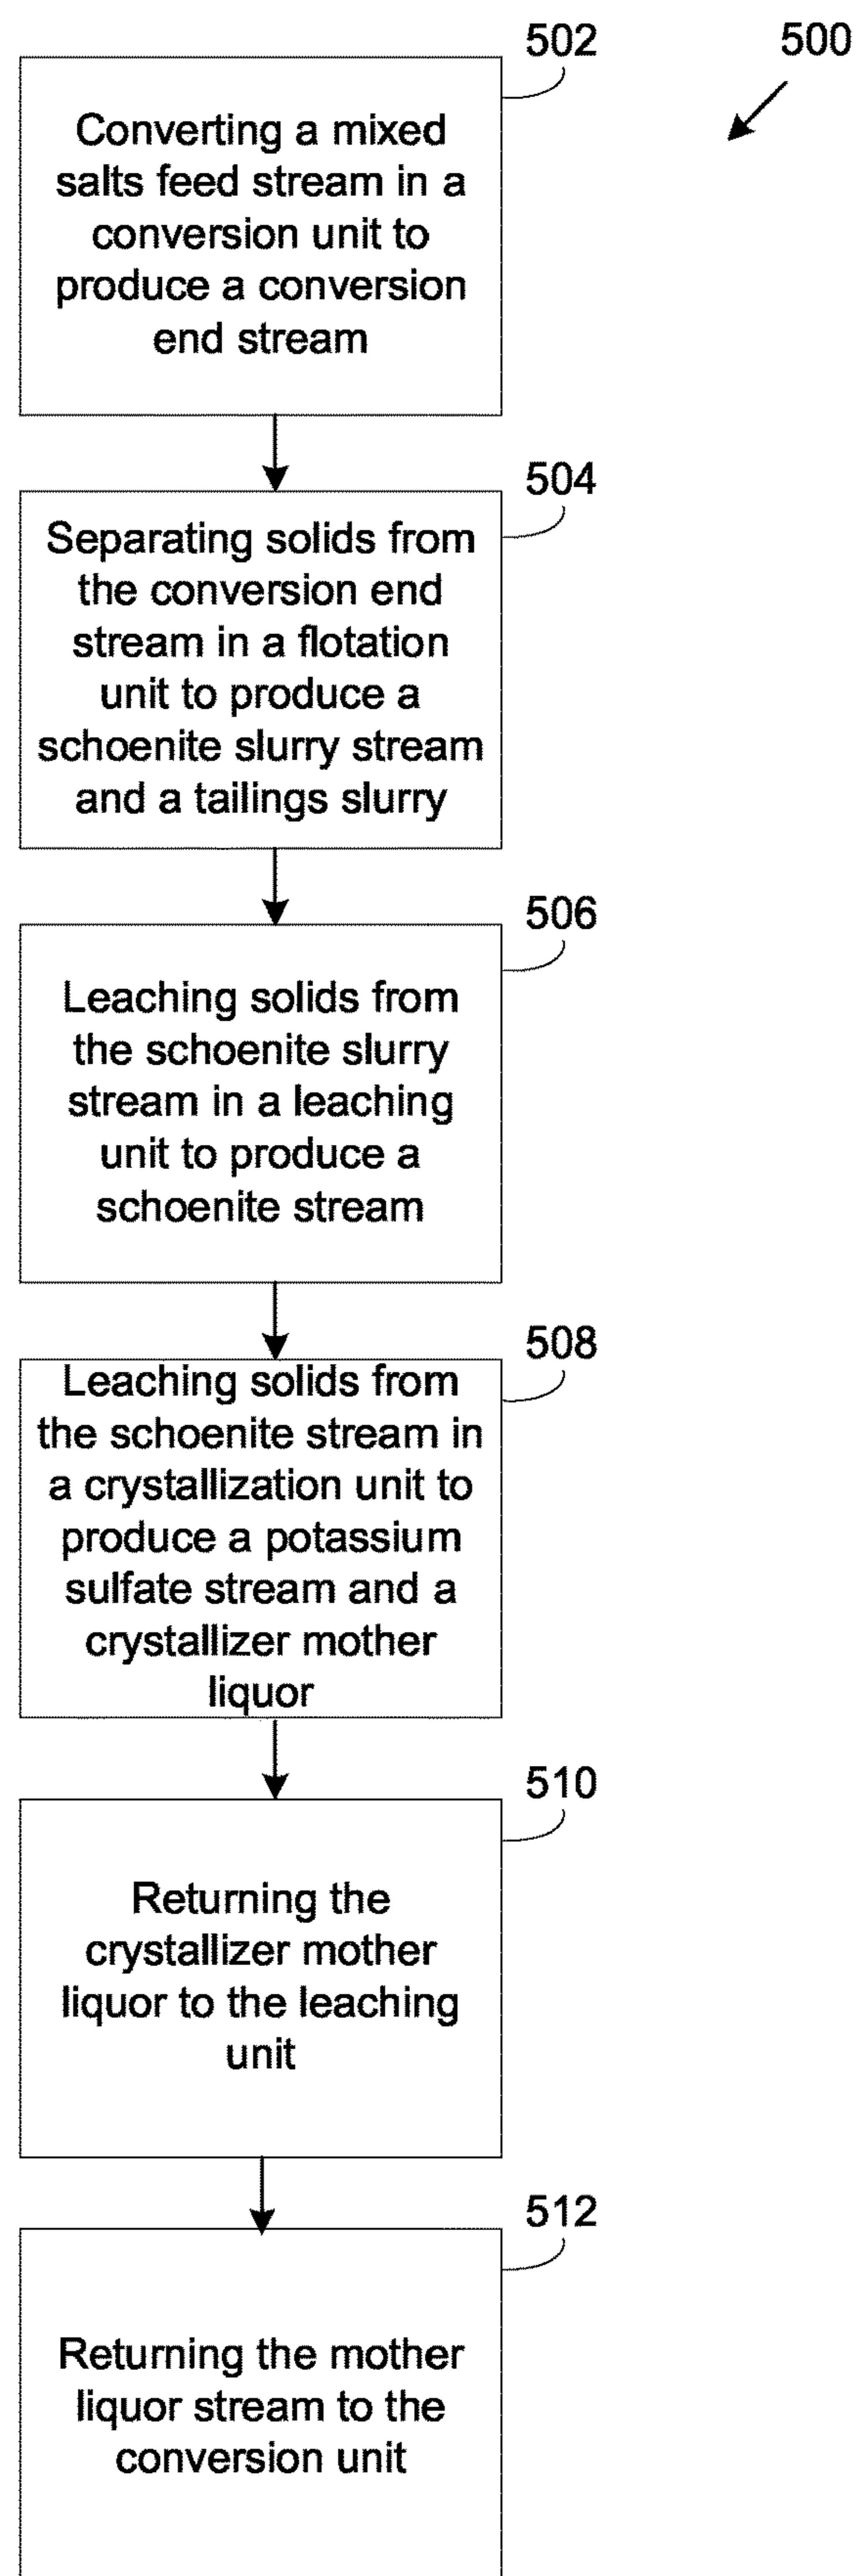 502
500
Converting a mixed
salts feed stream in a
conversion unit to
produce a conversion
end stream
504
Separating solids from
the conversion end
stream in a flotation
unit to produce a
schoenite slurry stream
and a tailings slurry
506
Leaching solids from
the schoenite slurry
stream in a leaching
unit to produce a
schoenite stream
508
Leaching solids from
the schoenite stream in
a crystallization unit to
produce a potassium
sulfate stream and a
crystallizer mother
liquor
510
Returning the
crystallizer mother
liquor to the leaching
unit
512
Returning the mother
liquor stream to the
conversion unit